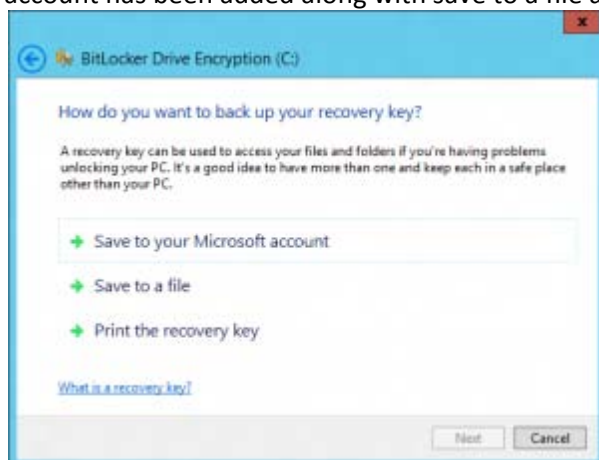 account has been added along with save to a file a
x
BitLocker Drive Encryption (C:)
How do you want to back up your recovery key?
A recovery key can be used to access your files and folders if you're having problems
unlocking your PC. It's a good idea to have more than one and keep each in a safe place
other than your PC.
Save to your Microsoft account
Save to a file
Print the recovery key
What is a recovery key?
Next Cancel